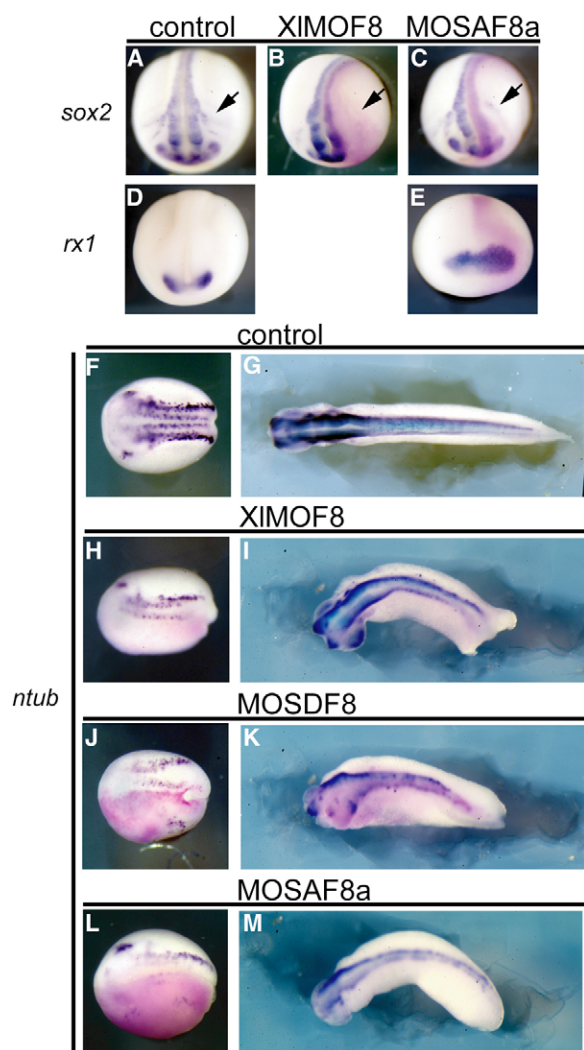 control XlMOF8 MOSAF8a
sox2
A B C
rx1
D E
control
F G
XlMOF8
H I
ntub
MOSDF8
J K
MOSAF8a
L M